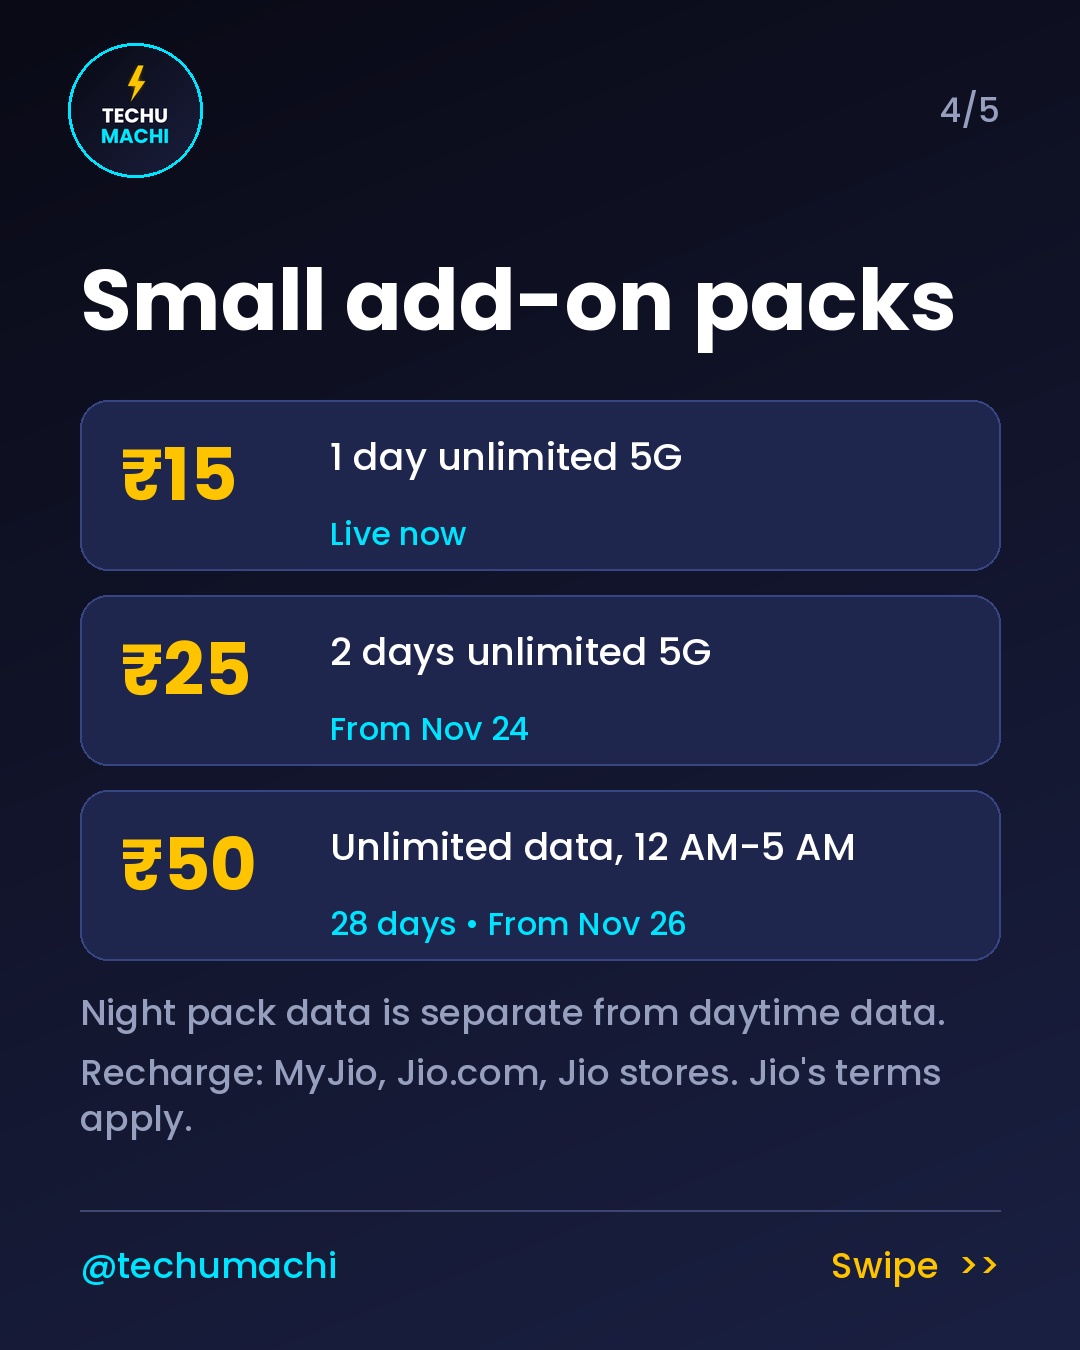 TECHU
MACHI
4/5
Small add-on packs
₹15
1 day unlimited 5G
Live now
₹25
2 days unlimited 5G
From Nov 24
₹50
Unlimited data, 12 AM–5 AM
28 days • From Nov 26
Night pack data is separate from daytime data.
Recharge: MyJio, Jio.com, Jio stores. Jio's terms
apply.
@techumachi
Swipe >>